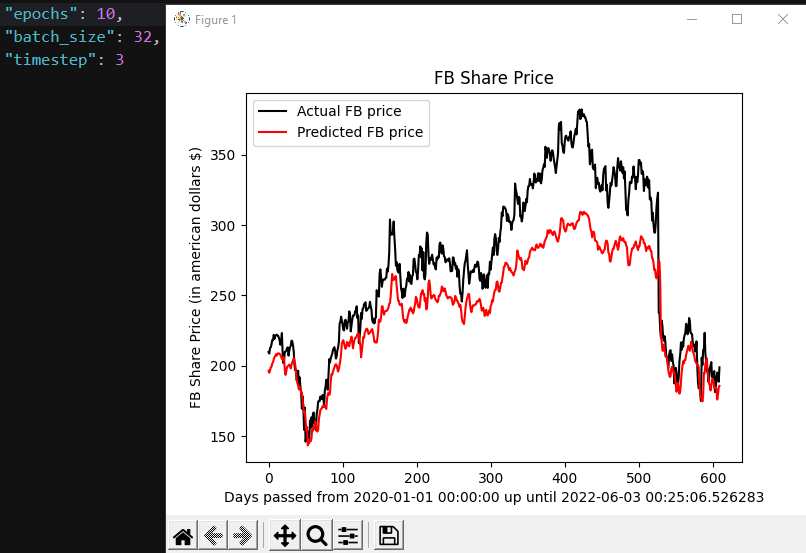 "epochs": 10,
"batch_size": 32,
"timestep": 3
Figure 1
FB Share Price
Actual FB price
Predicted FB price
FB Share Price (in american dollars $)
350
300
250
200
150
0 100 200 300 400 500 600
Days passed from 2020-01-01 00:00:00 up until 2022-06-03 00:25:06.526283